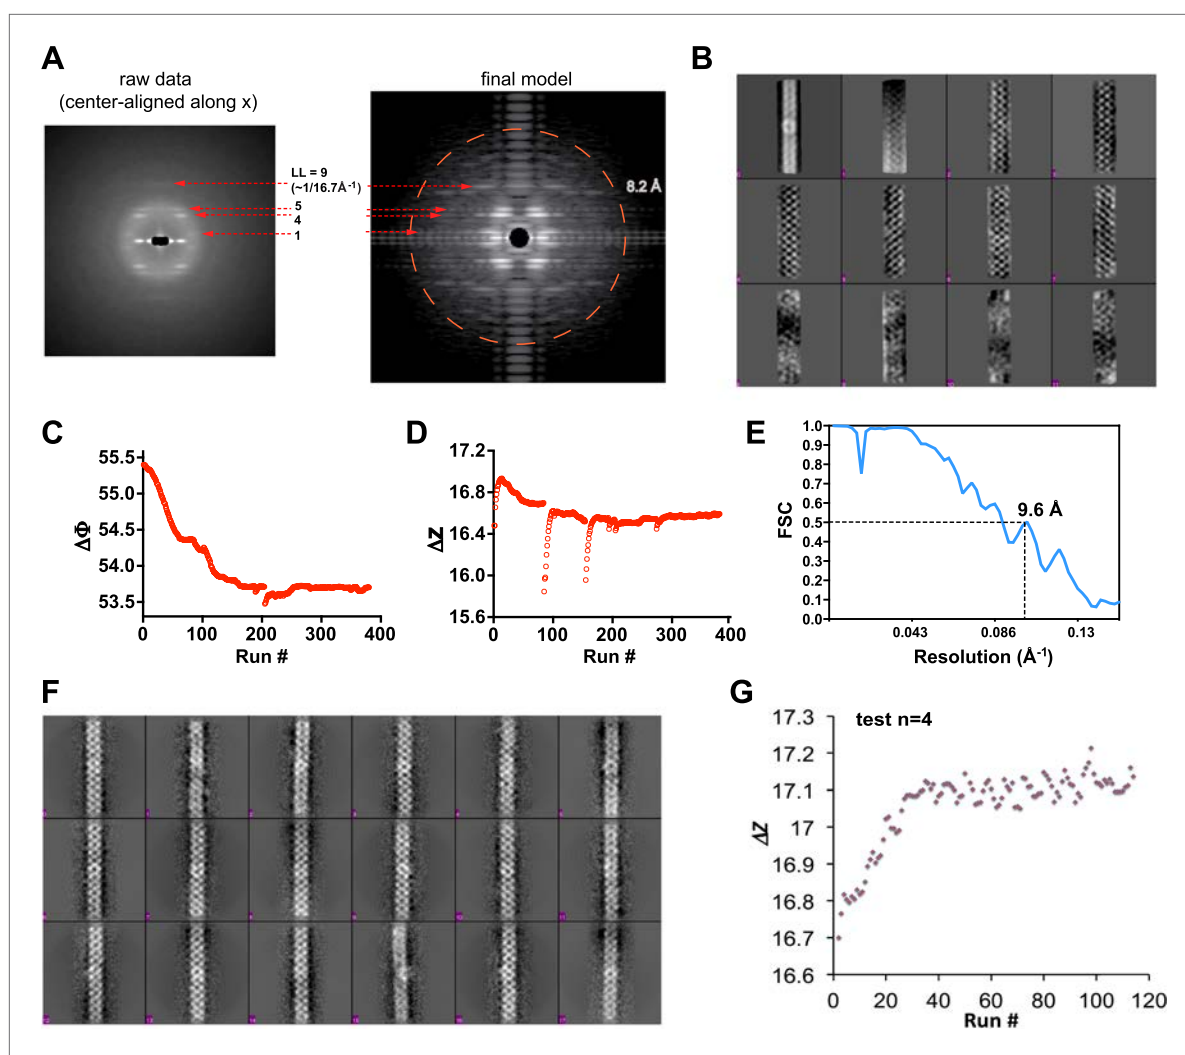 A
raw data
(center-aligned along x)
final model
LL = 9
(~1/16.7Å-1)
5
4
1
8.2 Å
B
C
ΔΦ
55.5
55.0
54.5
54.0
53.5
0
100
200
300
400
Run #
D
ΔZ
17.2
16.8
16.4
16.0
15.6
0
100
200
300
400
Run #
E
FSC
1.0
0.9
0.8
0.7
0.6
0.5
0.4
0.3
0.2
0.1
0.0
9.6 Å
0.043
0.086
0.13
Resolution (Å-1)
F
G
test n=4
ΔZ
17.3
17.2
17.1
17
16.9
16.8
16.7
16.6
0
20
40
60
80
100
120
Run #